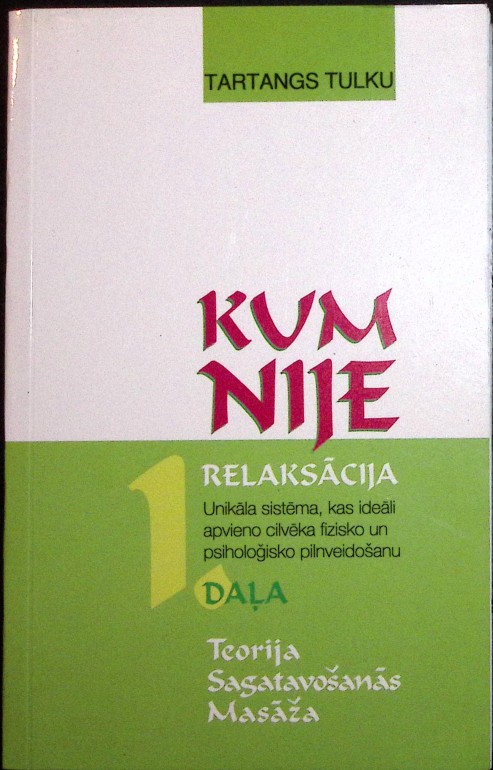 TARTANGS TULKU
KUM
NIJE
RELAKSĀCIJA
Unikāla sistēma, kas ideāli
apvieno cilvēka fizisko un
psiholoģisko pilnveidošanu
1. DAĻA
Teorija
Sagatavošanās
Masāža